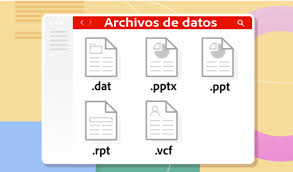 Archivos de datos
.dat .pptx .ppt
.rpt .vcf